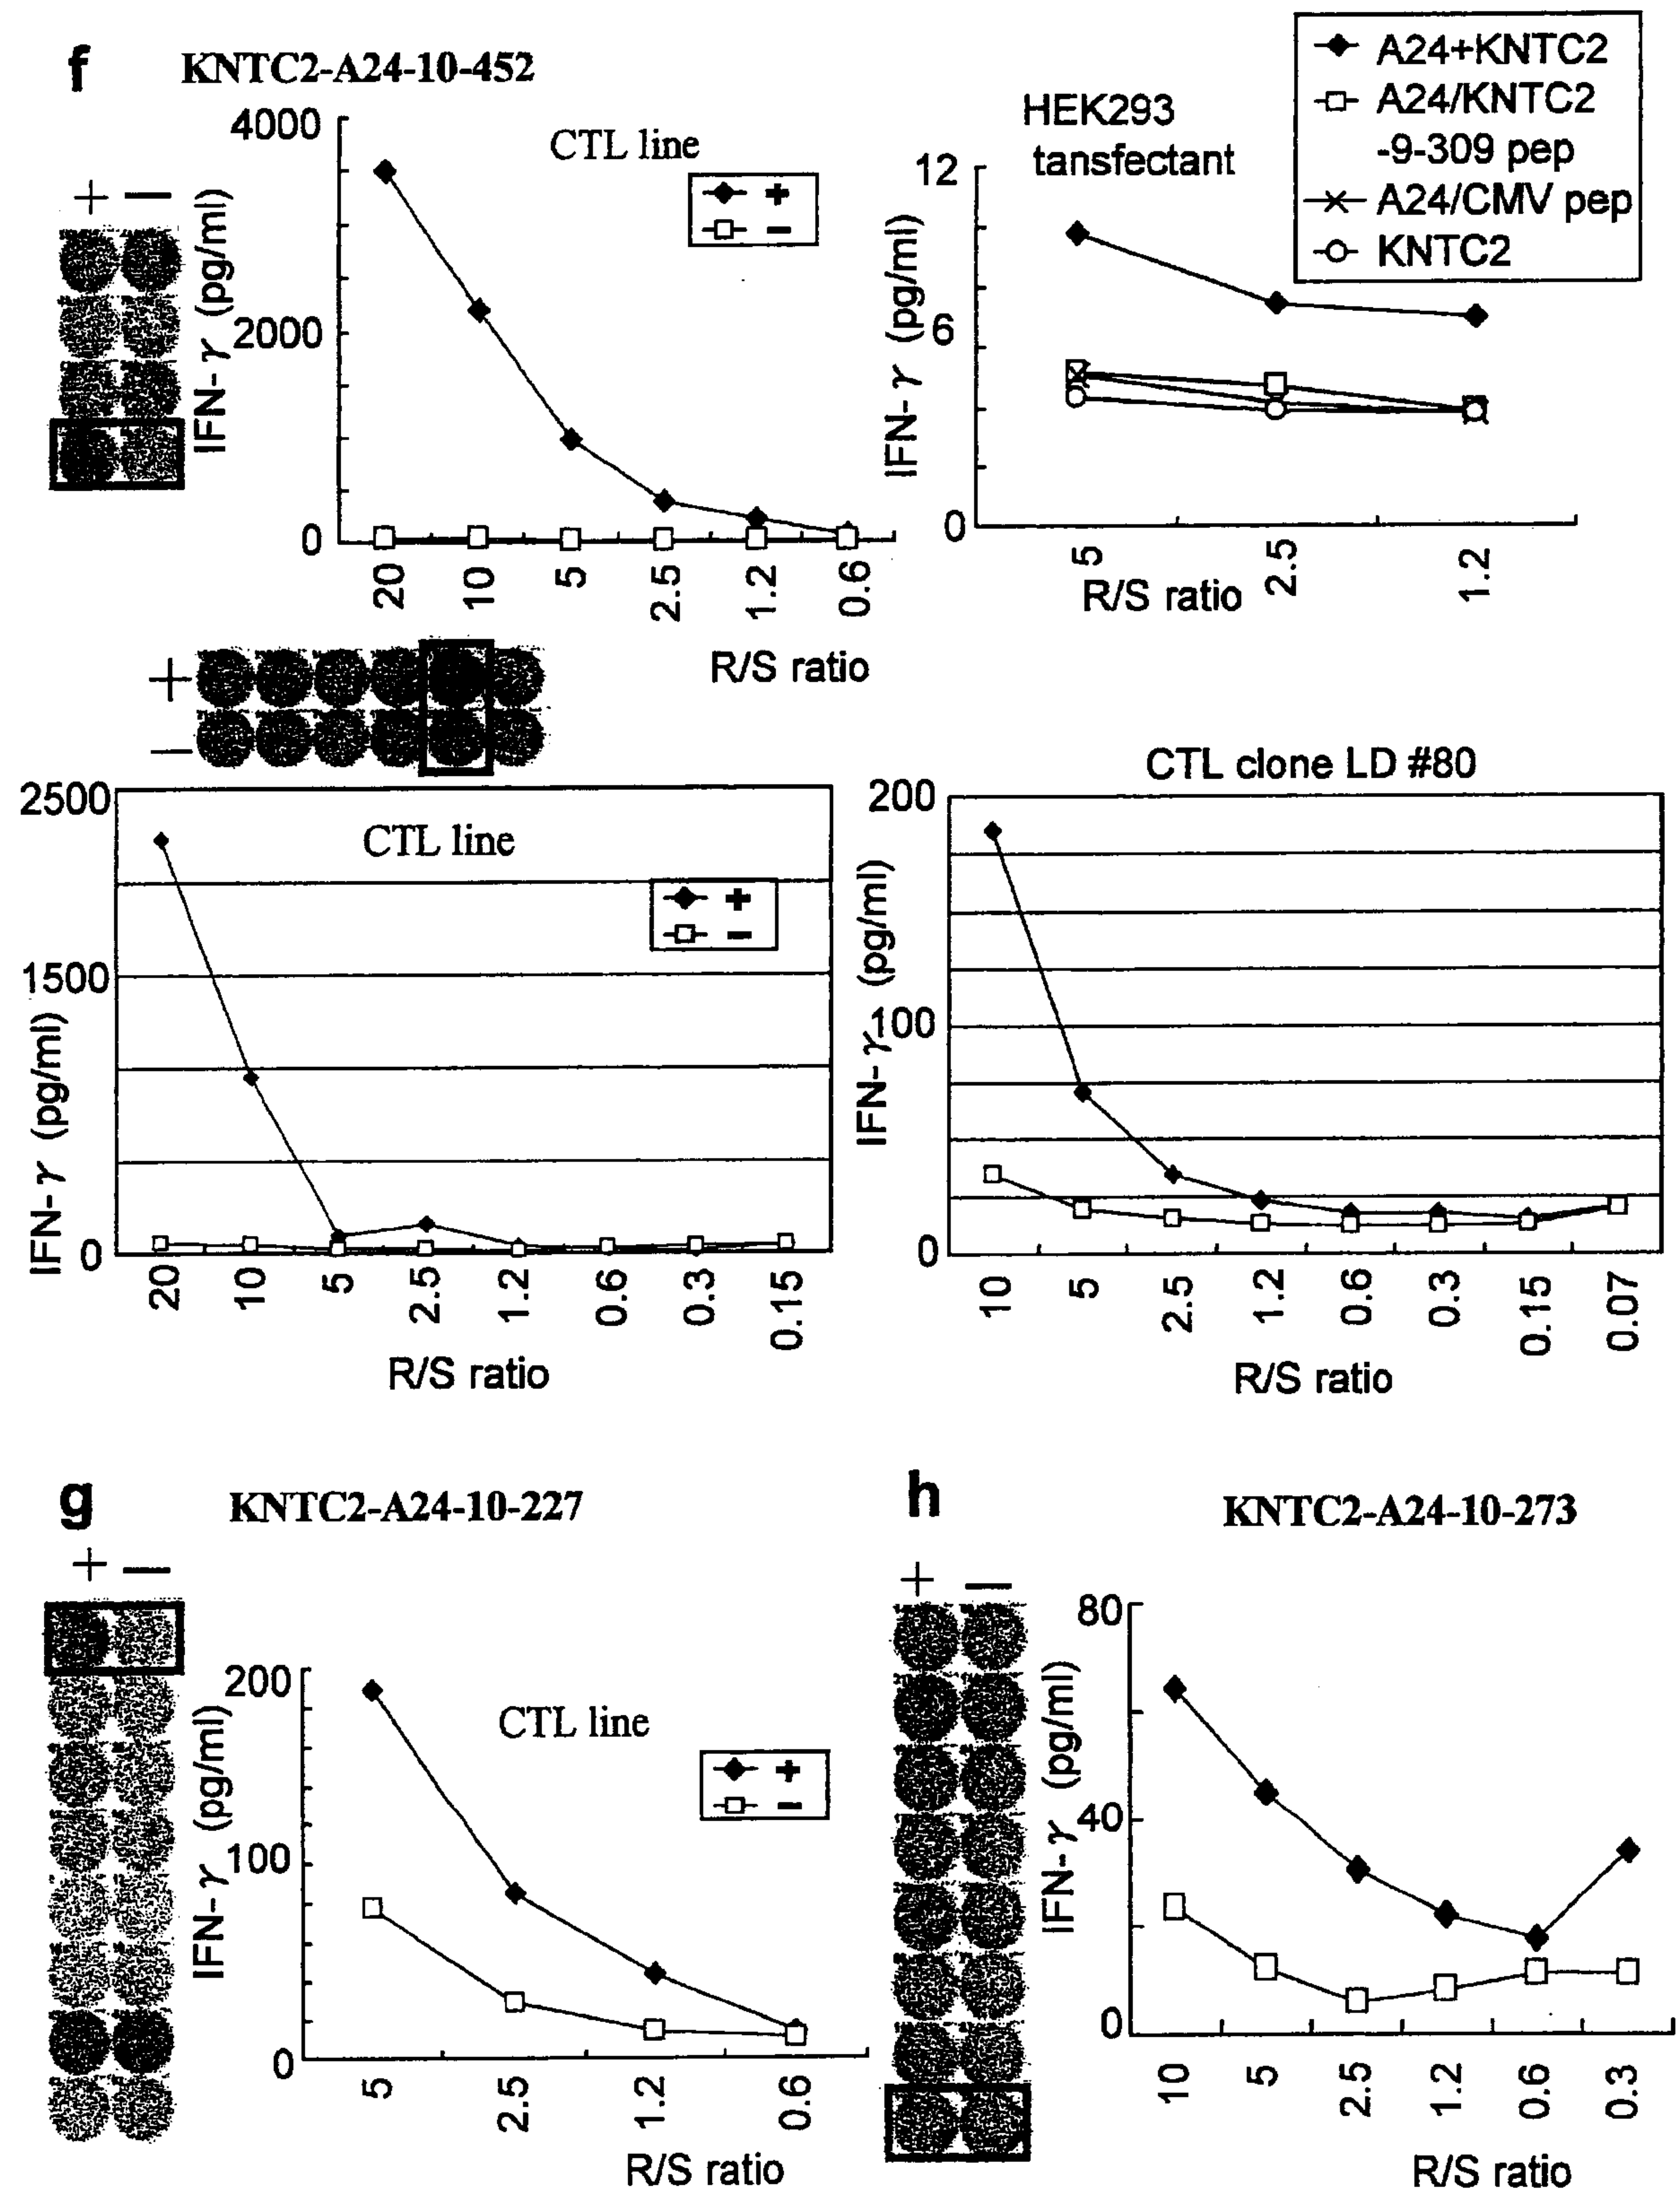 f
KNTC2-A24-10-452
+ −
4000
2000
0
IFN-γ (pg/ml)
CTL line
+
−
20 10 5 2.5 1.2 0.6
R/S ratio
HEK293
tansfectant
A24+KNTC2
A24/KNTC2
-9-309 pep
A24/CMV pep
KNTC2
12
6
0
IFN-γ (pg/ml)
5 2.5 1.2
R/S ratio
+
−
2500
1500
0
IFN-γ (pg/ml)
CTL line
+
−
20 10 5 2.5 1.2 0.6 0.3 0.15
R/S ratio
CTL clone LD #80
200
100
0
IFN-γ (pg/ml)
10 5 2.5 1.2 0.6 0.3 0.15 0.07
R/S ratio
g
KNTC2-A24-10-227
+ −
200
100
0
IFN-γ (pg/ml)
CTL line
+
−
5 2.5 1.2 0.6
R/S ratio
h
KNTC2-A24-10-273
+ −
80
40
0
IFN-γ (pg/ml)
10 5 2.5 1.2 0.6 0.3
R/S ratio